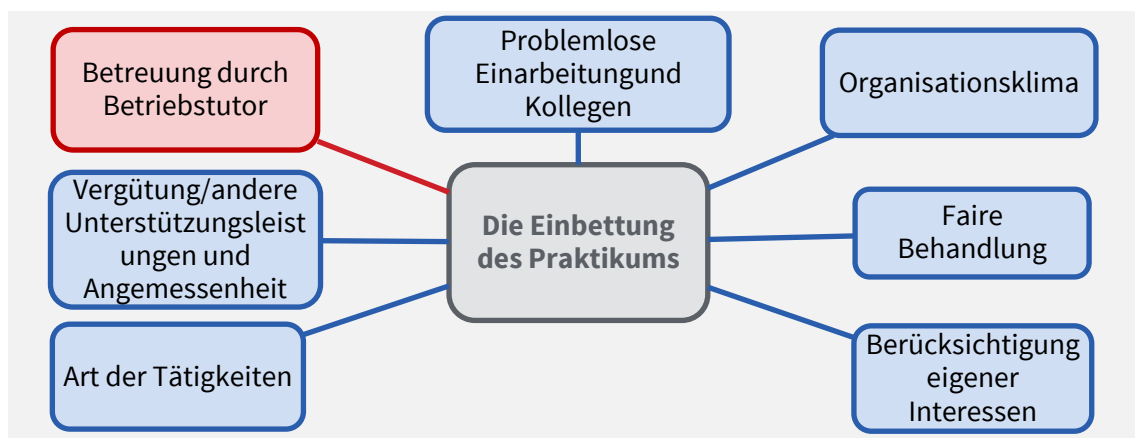 Betreuung durch
Betriebstutor
Problemlose
Einarbeitungund
Kollegen
Organisationsklima
Vergütung/andere
Unterstützungsleist
ungen und
Angemessenheit
Die Einbettung
des Praktikums
Faire
Behandlung
Art der Tätigkeiten
Berücksichtigung
eigener
Interessen